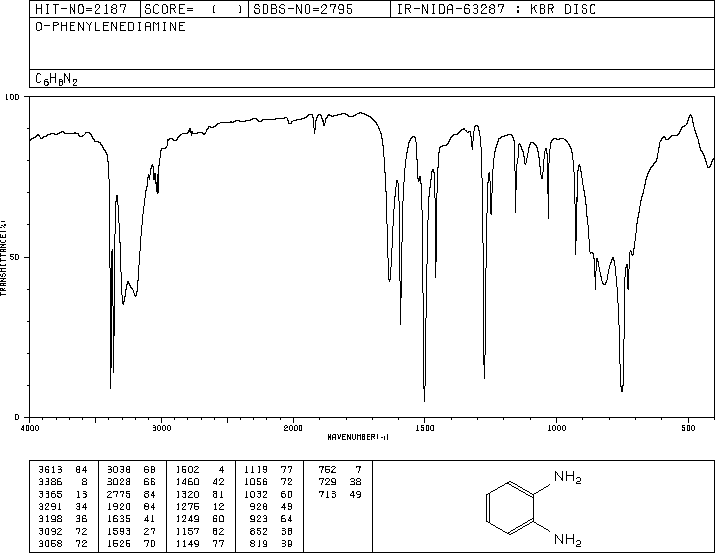 HIT-NO=2187 SCORE= ( ) SDBS-NO=2795 IR-NIDA-63287 : KBR DISC
O-PHENYLENEDIAMINE
C6H8N2
100
50
0
TRANSMITTANCE(%)
4000 3000 2000 1500 1000 500
WAVENUMBER(-1)
3613 84 3038 68 1502 4 1119 77 752 7
3386 8 3028 66 1460 42 1056 72 729 38
3365 13 2775 84 1320 81 1032 60 713 49
3291 34 1920 84 1275 12 928 49
3198 36 1635 41 1249 60 923 64
3092 72 1593 27 1157 62 852 38
3058 72 1525 70 1149 77 819 39
NH2
NH2